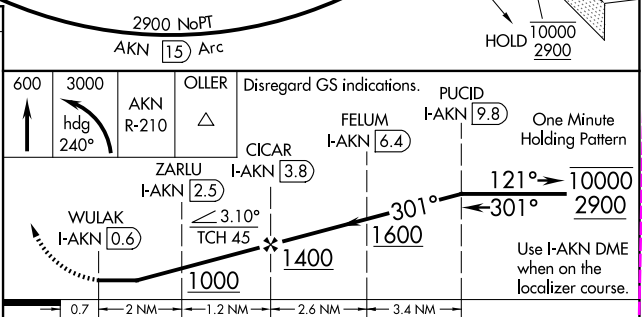 2900 NoPT
AKN 15 Arc
HOLD
10000
2900
600
3000
hdg
240°
AKN
R-210
OLLER
Disregard GS indications.
PUCID
I-AKN 9.8
One Minute
Holding Pattern
FELUM
I-AKN 6.4
CICAR
I-AKN 3.8
ZARLU
I-AKN 2.5
WULAK
I-AKN 0.6
3.10°
TCH 45
121°
10000
301°
301°
2900
1600
1400
1000
Use I-AKN DME
when on the
localizer course.
0.7
2 NM
1.2 NM
2.6 NM
3.4 NM